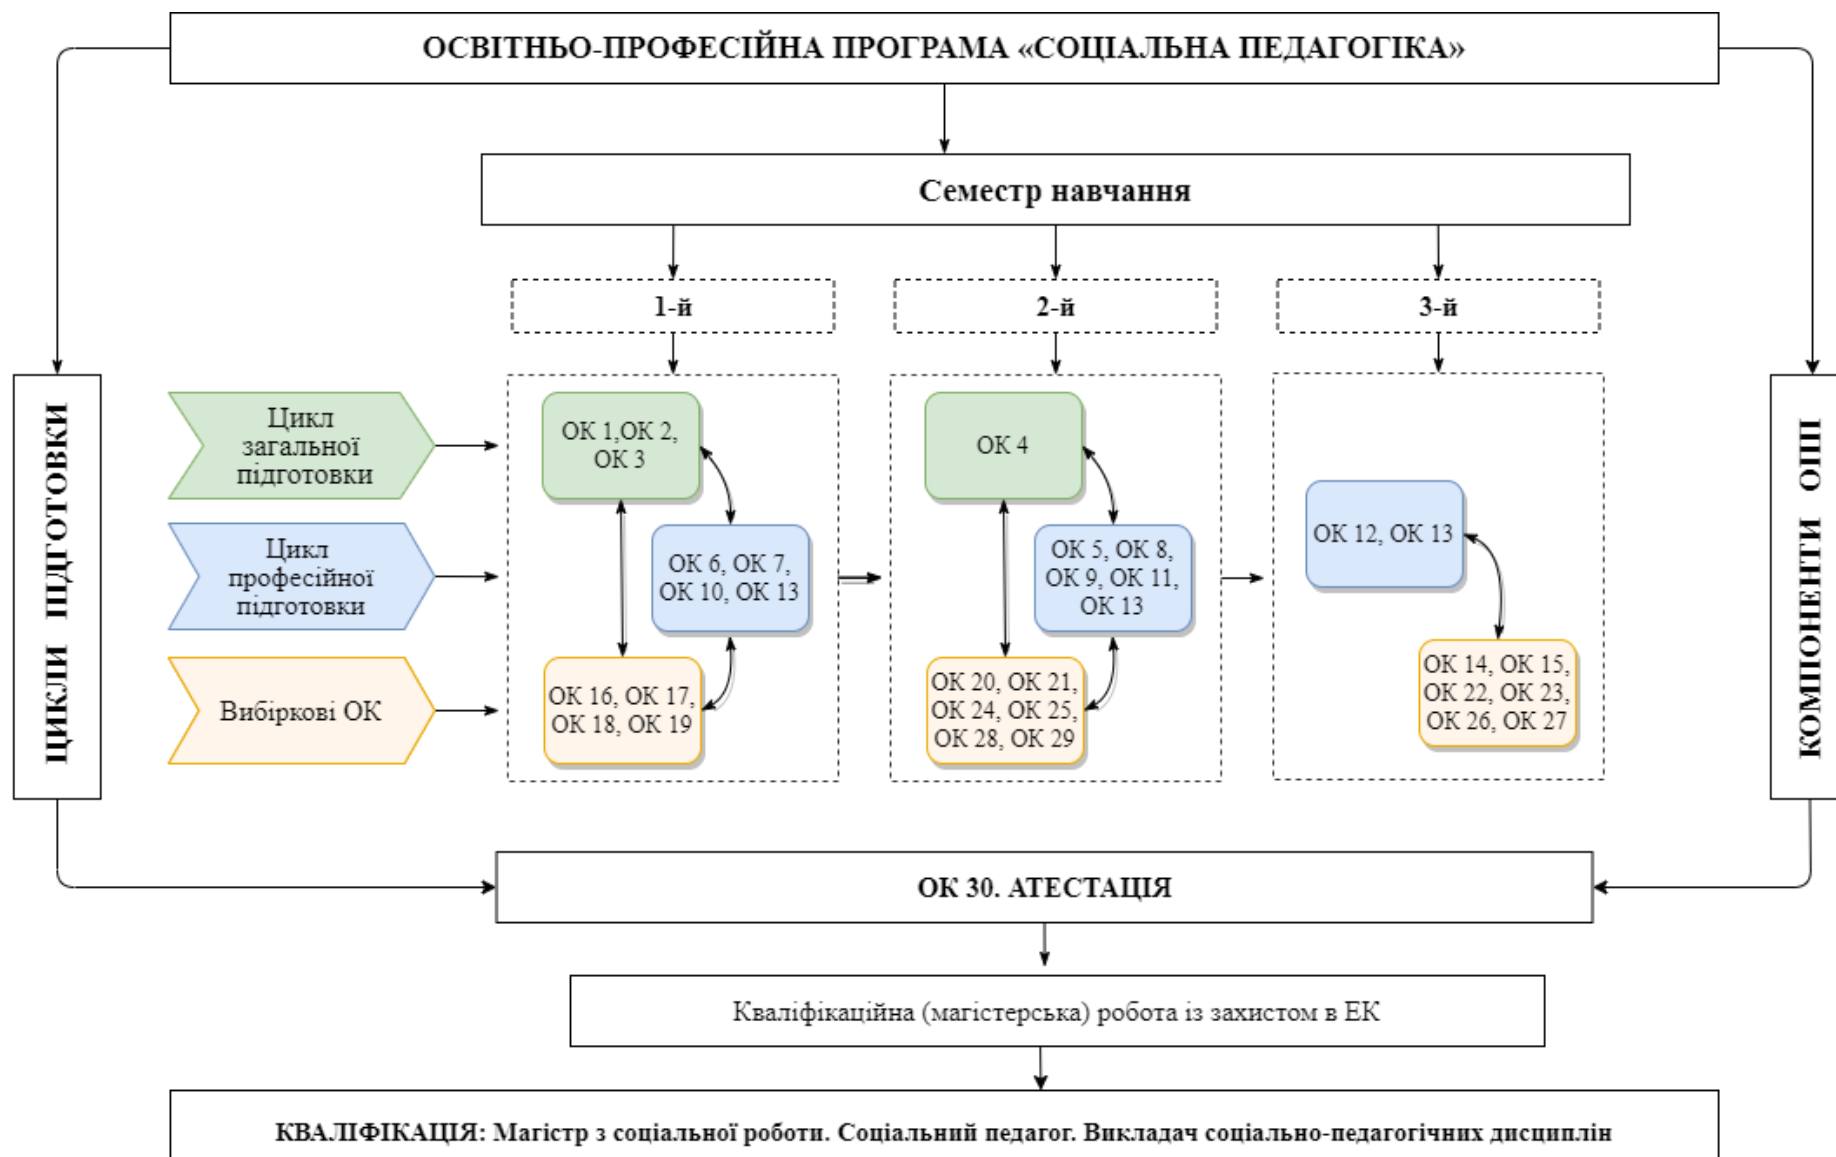 ОСВІТНЬО-ПРОФЕСІЙНА ПРОГРАМА «СОЦІАЛЬНА ПЕДАГОГІКА»
Семестр навчання
1-й
2-й
3-й
ЦИКЛИ ПІДГОТОВКИ
Цикл
загальної
підготовки
Цикл
професійної
підготовки
Вибіркові ОК
ОК 1,ОК 2,
ОК 3
ОК 6, ОК 7,
ОК 10, ОК 13
ОК 16, ОК 17,
ОК 18, ОК 19
ОК 4
ОК 5, ОК 8,
ОК 9, ОК 11,
ОК 13
ОК 20, ОК 21,
ОК 24, ОК 25,
ОК 28, ОК 29
ОК 12, ОК 13
ОК 14, ОК 15,
ОК 22, ОК 23,
ОК 26, ОК 27
КОМПОНЕНТИ ОПП
ОК 30. АТЕСТАЦІЯ
Кваліфікаційна (магістерська) робота із захистом в ЕК
КВАЛІФІКАЦІЯ: Магістр з соціальної роботи. Соціальний педагог. Викладач соціально-педагогічних дисциплін